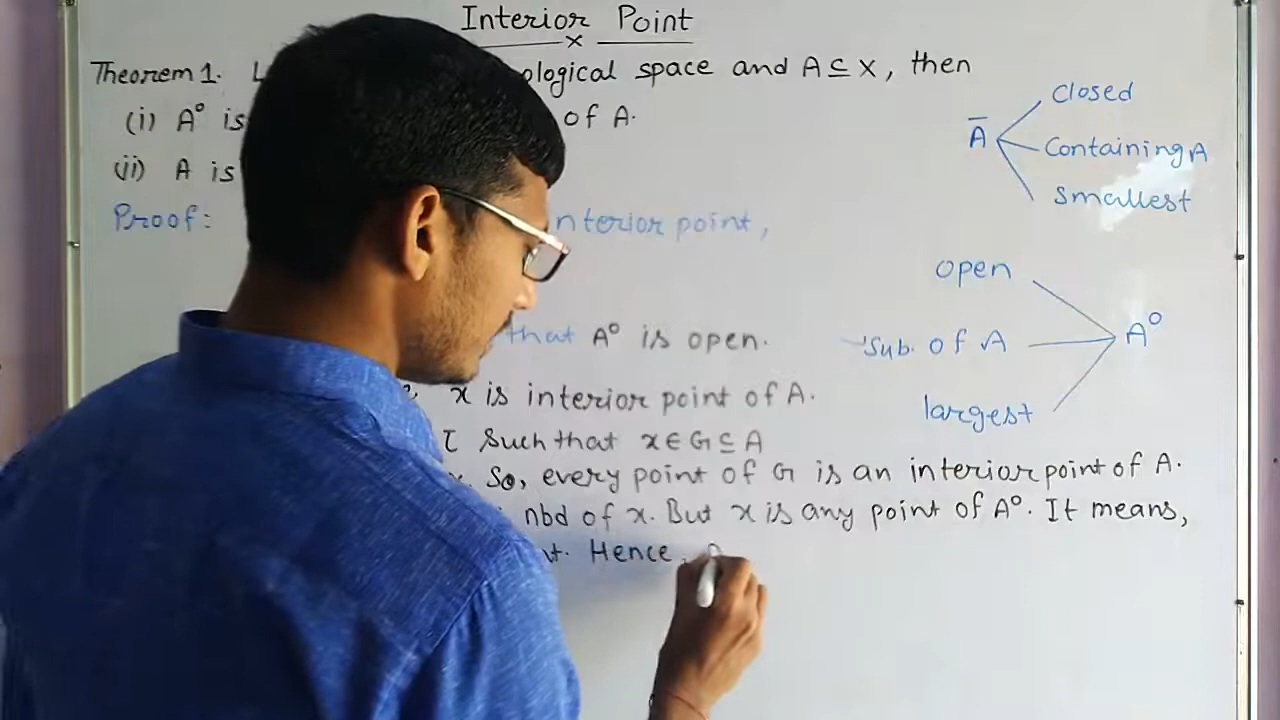 Interior Point
×
Theorem 1. L ological space and A ⊆ X, then
(i) A° is of A.
(ii) A is
Proof: nterior point,
that A° is open.
x is interior point of A.
τ Such that x ∈ G ⊆ A
So, every point of G is an interior point of A.
nbd of x. But x is any point of A°. It means,
t. Hence,
Ā
Closed
Containing A
Smallest
open
Sub. of A
largest
A°